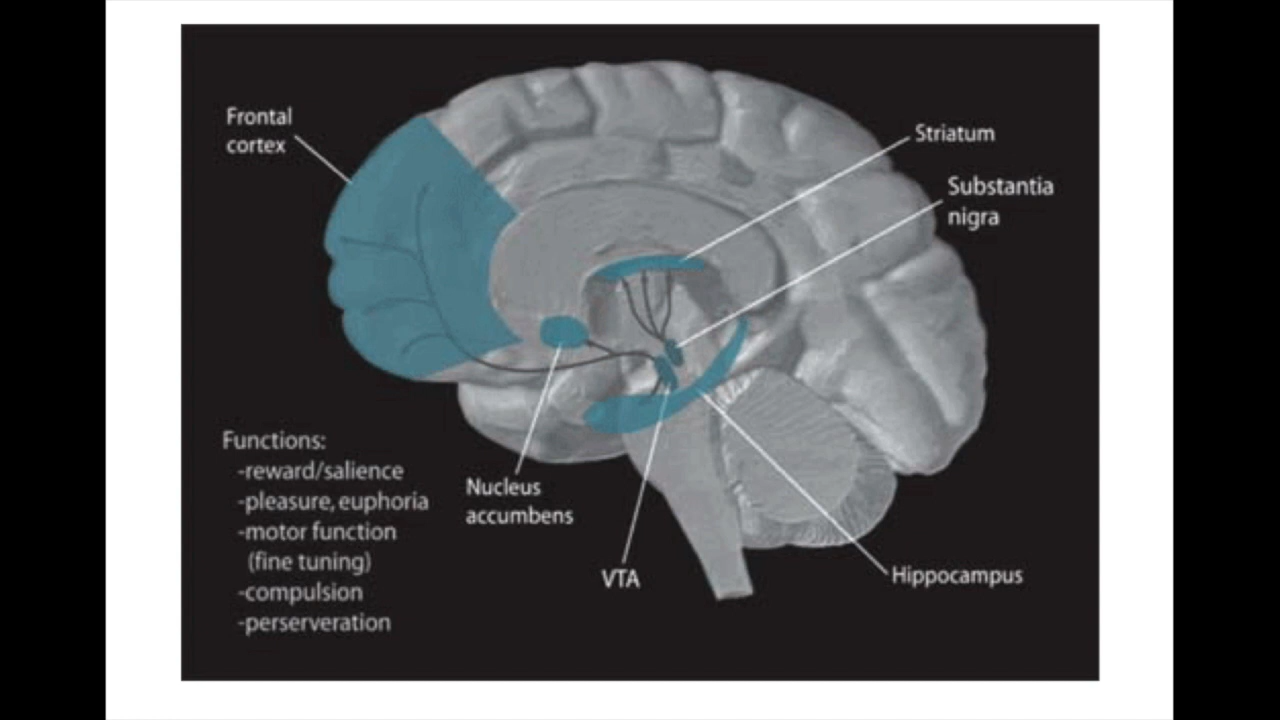 Frontal
cortex
Striatum
Substantia
nigra
Functions:
-reward/salience
-pleasure, euphoria
-motor function
(fine tuning)
-compulsion
-perserveration
Nucleus
accumbens
VTA
Hippocampus